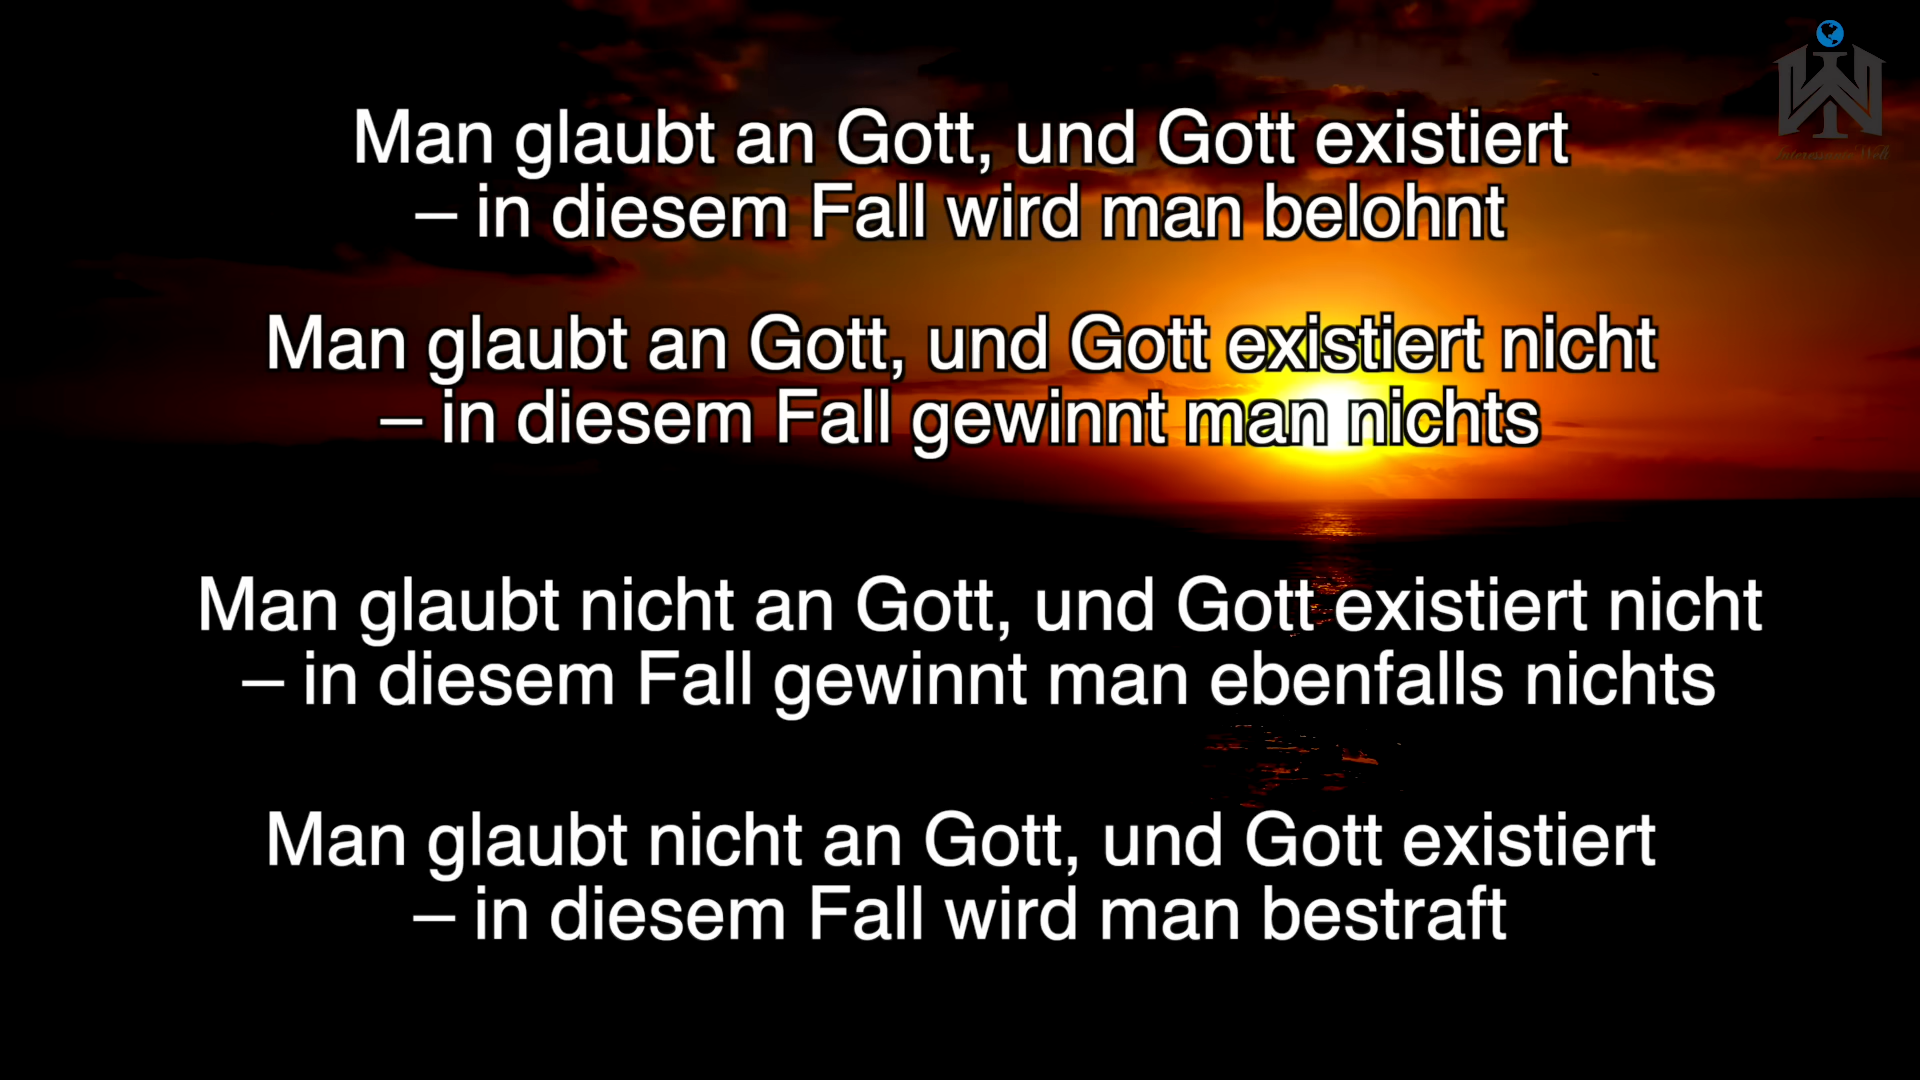 Man glaubt an Gott, und Gott existiert
– in diesem Fall wird man belohnt
Man glaubt an Gott, und Gott existiert nicht
– in diesem Fall gewinnt man nichts
Man glaubt nicht an Gott, und Gott existiert nicht
– in diesem Fall gewinnt man ebenfalls nichts
Man glaubt nicht an Gott, und Gott existiert
– in diesem Fall wird man bestraft
Interessante Welt